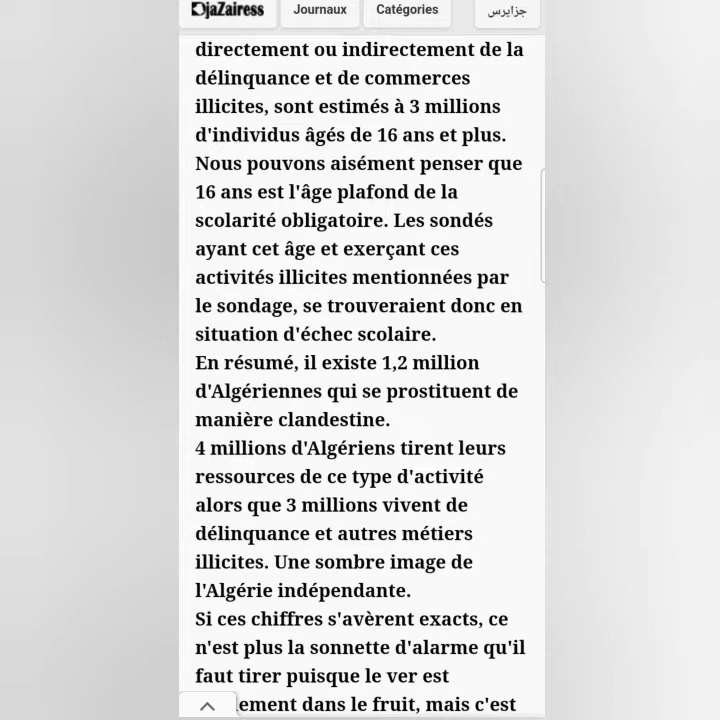 DjaZairess Journaux Catégories جزايرس
directement ou indirectement de la
délinquance et de commerces
illicites, sont estimés à 3 millions
d'individus âgés de 16 ans et plus.
Nous pouvons aisément penser que
16 ans est l'âge plafond de la
scolarité obligatoire. Les sondés
ayant cet âge et exerçant ces
activités illicites mentionnées par
le sondage, se trouveraient donc en
situation d'échec scolaire.
En résumé, il existe 1,2 million
d'Algériennes qui se prostituent de
manière clandestine.
4 millions d'Algériens tirent leurs
ressources de ce type d'activité
alors que 3 millions vivent de
délinquance et autres métiers
illicites. Une sombre image de
l'Algérie indépendante.
Si ces chiffres s'avèrent exacts, ce
n'est plus la sonnette d'alarme qu'il
faut tirer puisque le ver est
dans le fruit, mais c'est